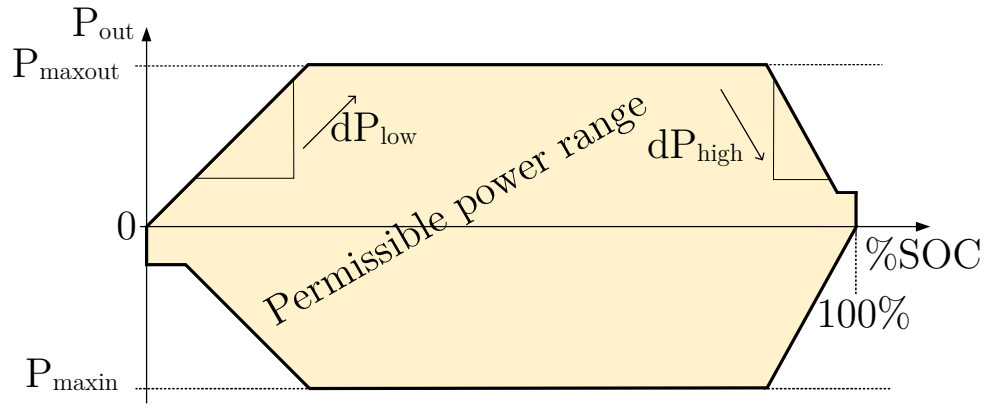 P_out
P_maxout
dP_low
dP_high
Permissible power range
0
%SOC
100%
P_maxin